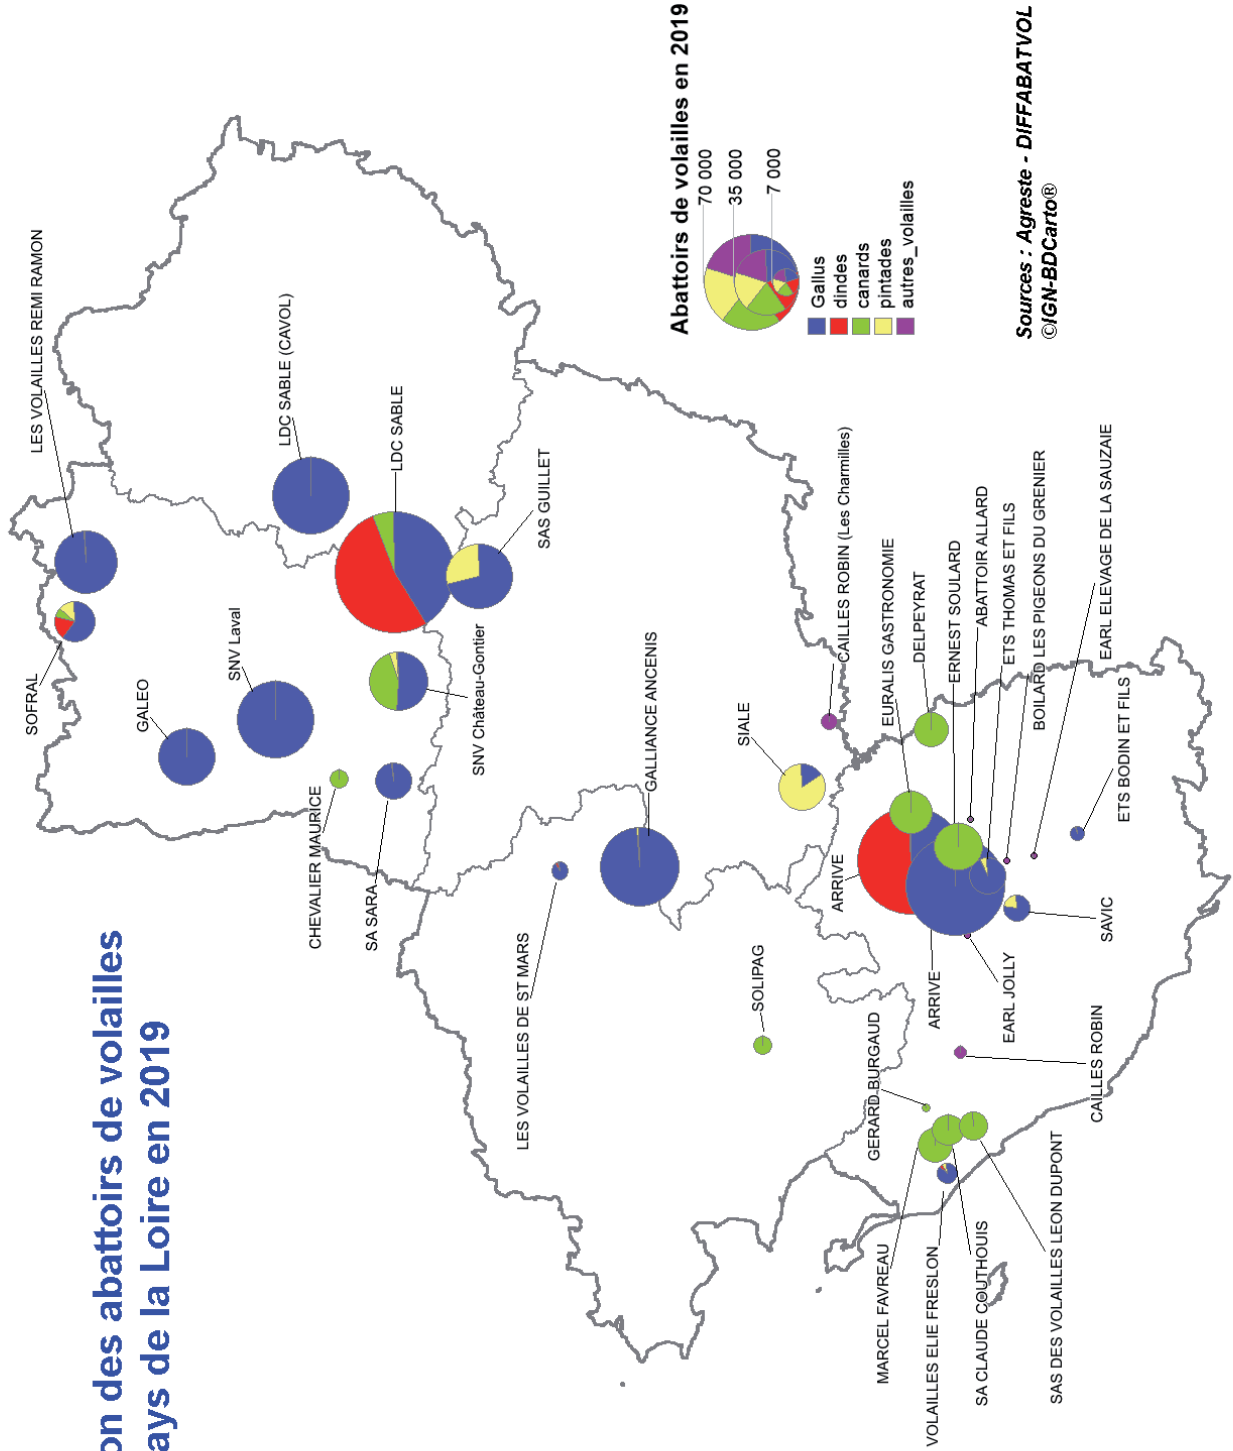 on des abattoirs de volailles
ays de la Loire en 2019
LES VOLAILLES REMI RAMON
SOFRAL
GALEO
SNV Laval
LDC SABLE (CAVOL)
LDC SABLE
CHEVALIER MAURICE
SA SARA
SNV Château-Gontier
SAS GUILLET
LES VOLAILLES DE ST MARS
GALLIANCE ANCENIS
SOLIPAG
SIALE
CAILLES ROBIN (Les Charmilles)
ARRIVE
EURALIS GASTRONOMIE
DELPEYRAT
ERNEST SOULARD
ABATTOIR ALLARD
ETS THOMAS ET FILS
BOILARD LES PIGEONS DU GRENIER
EARL ELEVAGE DE LA SAUZAIE
GERARD BURGAUD
ARRIVE
EARL JOLLY
SAVIC
ETS BODIN ET FILS
MARCEL FAVREAU
VOLAILLES ELIE FRESLON
SA CLAUDE COUTHOUIS
SAS DES VOLAILLES LEON DUPONT
CAILLES ROBIN
Abattoirs de volailles en 2019
70 000
35 000
7 000
Gallus
dindes
canards
pintades
autres_volailles
Sources : Agreste - DIFFABATVOL
©IGN-BDCarto®